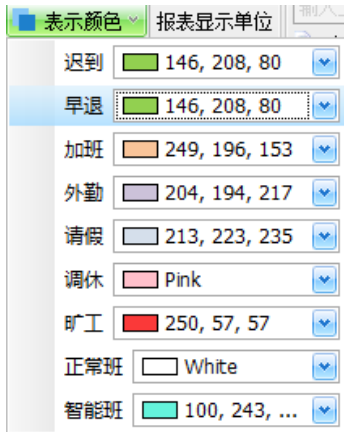 表示颜色 报表显示单位 输入
迟到 146, 208, 80
早退 146, 208, 80
加班 249, 196, 153
外勤 204, 194, 217
请假 213, 223, 235
调休 Pink
旷工 250, 57, 57
正常班 White
智能班 100, 243, ...